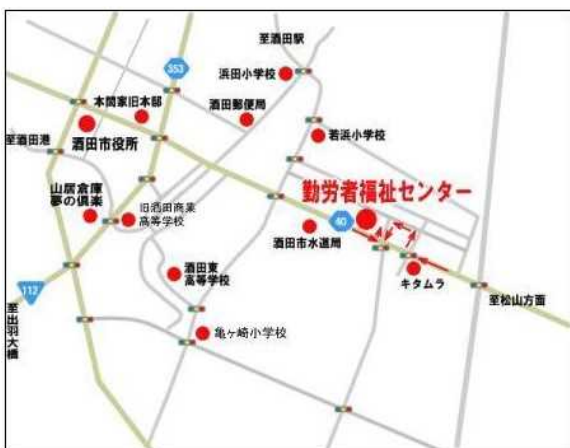 至酒田駅
353
浜田小学校
本間家旧本邸
酒田郵便局
至酒田港
酒田市役所
若浜小学校
勤労者福祉センター
山居倉庫
夢の倶楽
旧酒田商業
高等学校
40
酒田市水道局
酒田東
高等学校
キタムラ
112
至松山方面
至出羽大橋
亀ヶ崎小学校